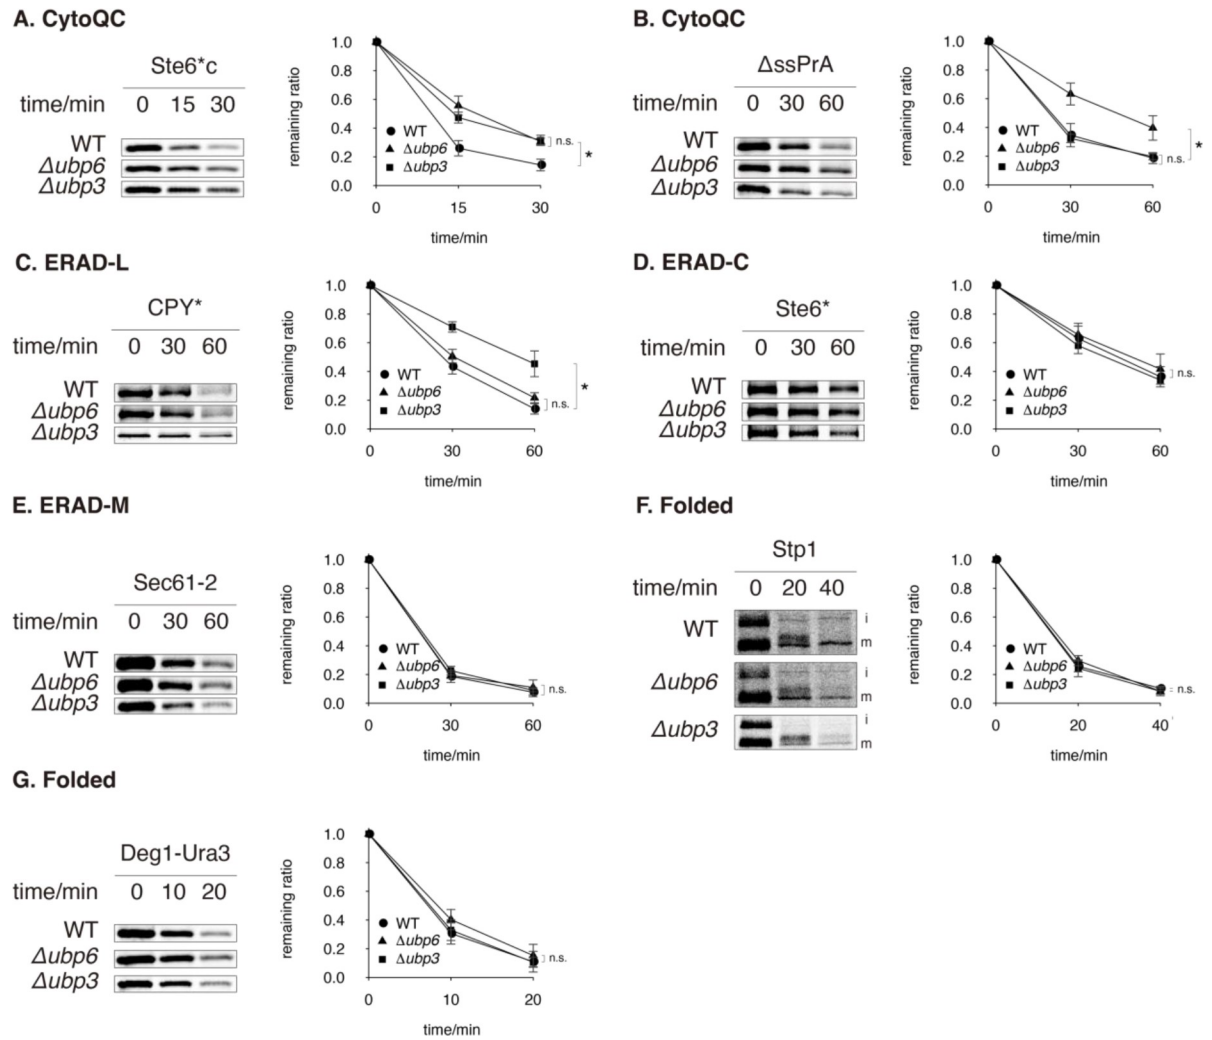 A. CytoQC
Ste6*c
time/min 0 15 30
WT
Δubp6
Δubp3
remaining ratio
1.0
0.8
0.6
0.4
0.2
0.0
WT
Δubp6
Δubp3
n.s.
*
0 15 30
time/min
B. CytoQC
ΔssPrA
time/min 0 30 60
WT
Δubp6
Δubp3
remaining ratio
1.0
0.8
0.6
0.4
0.2
0.0
WT
Δubp6
Δubp3
n.s.
*
0 30 60
time/min
C. ERAD-L
CPY*
time/min 0 30 60
WT
Δubp6
Δubp3
remaining ratio
1.0
0.8
0.6
0.4
0.2
0.0
WT
Δubp6
Δubp3
n.s.
*
0 30 60
time/min
D. ERAD-C
Ste6*
time/min 0 30 60
WT
Δubp6
Δubp3
remaining ratio
1.0
0.8
0.6
0.4
0.2
0.0
WT
Δubp6
Δubp3
n.s.
0 30 60
time/min
E. ERAD-M
Sec61-2
time/min 0 30 60
WT
Δubp6
Δubp3
remaining ratio
1.0
0.8
0.6
0.4
0.2
0.0
WT
Δubp6
Δubp3
n.s.
0 30 60
time/min
F. Folded
Stp1
time/min 0 20 40
WT
i
m
Δubp6
i
m
Δubp3
i
m
remaining ratio
1.0
0.8
0.6
0.4
0.2
0.0
WT
Δubp6
Δubp3
n.s.
0 20 40
time/min
G. Folded
Deg1-Ura3
time/min 0 10 20
WT
Δubp6
Δubp3
remaining ratio
1.0
0.8
0.6
0.4
0.2
0.0
WT
Δubp6
Δubp3
n.s.
0 10 20
time/min